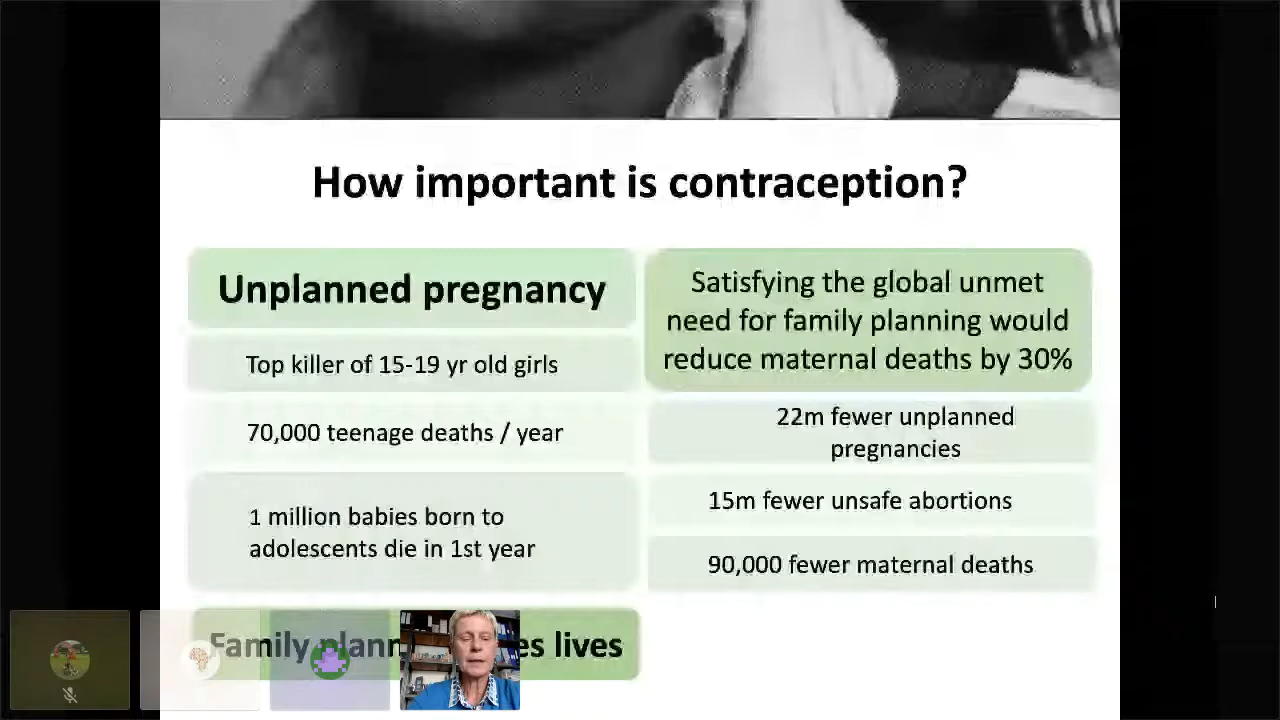 How important is contraception?
Unplanned pregnancy
Top killer of 15-19 yr old girls
70,000 teenage deaths / year
1 million babies born to
adolescents die in 1st year
Family lives
Satisfying the global unmet
need for family planning would
reduce maternal deaths by 30%
22m fewer unplanned
pregnancies
15m fewer unsafe abortions
90,000 fewer maternal deaths